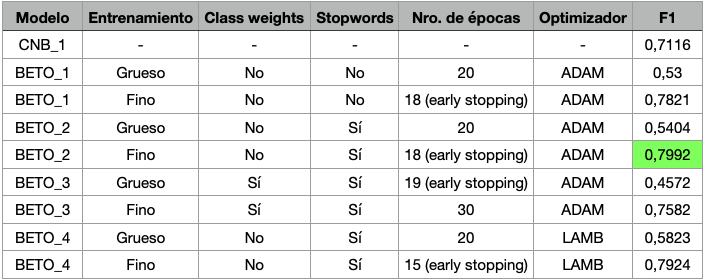 Modelo Entrenamiento Class weights Stopwords Nro. de épocas Optimizador F1
CNB_1 - - - - - 0,7116
BETO_1 Grueso No No 20 ADAM 0,53
BETO_1 Fino No No 18 (early stopping) ADAM 0,7821
BETO_2 Grueso No Sí 20 ADAM 0,5404
BETO_2 Fino No Sí 18 (early stopping) ADAM 0,7992
BETO_3 Grueso Sí Sí 19 (early stopping) ADAM 0,4572
BETO_3 Fino Sí Sí 30 ADAM 0,7582
BETO_4 Grueso No Sí 20 LAMB 0,5823
BETO_4 Fino No Sí 15 (early stopping) LAMB 0,7924